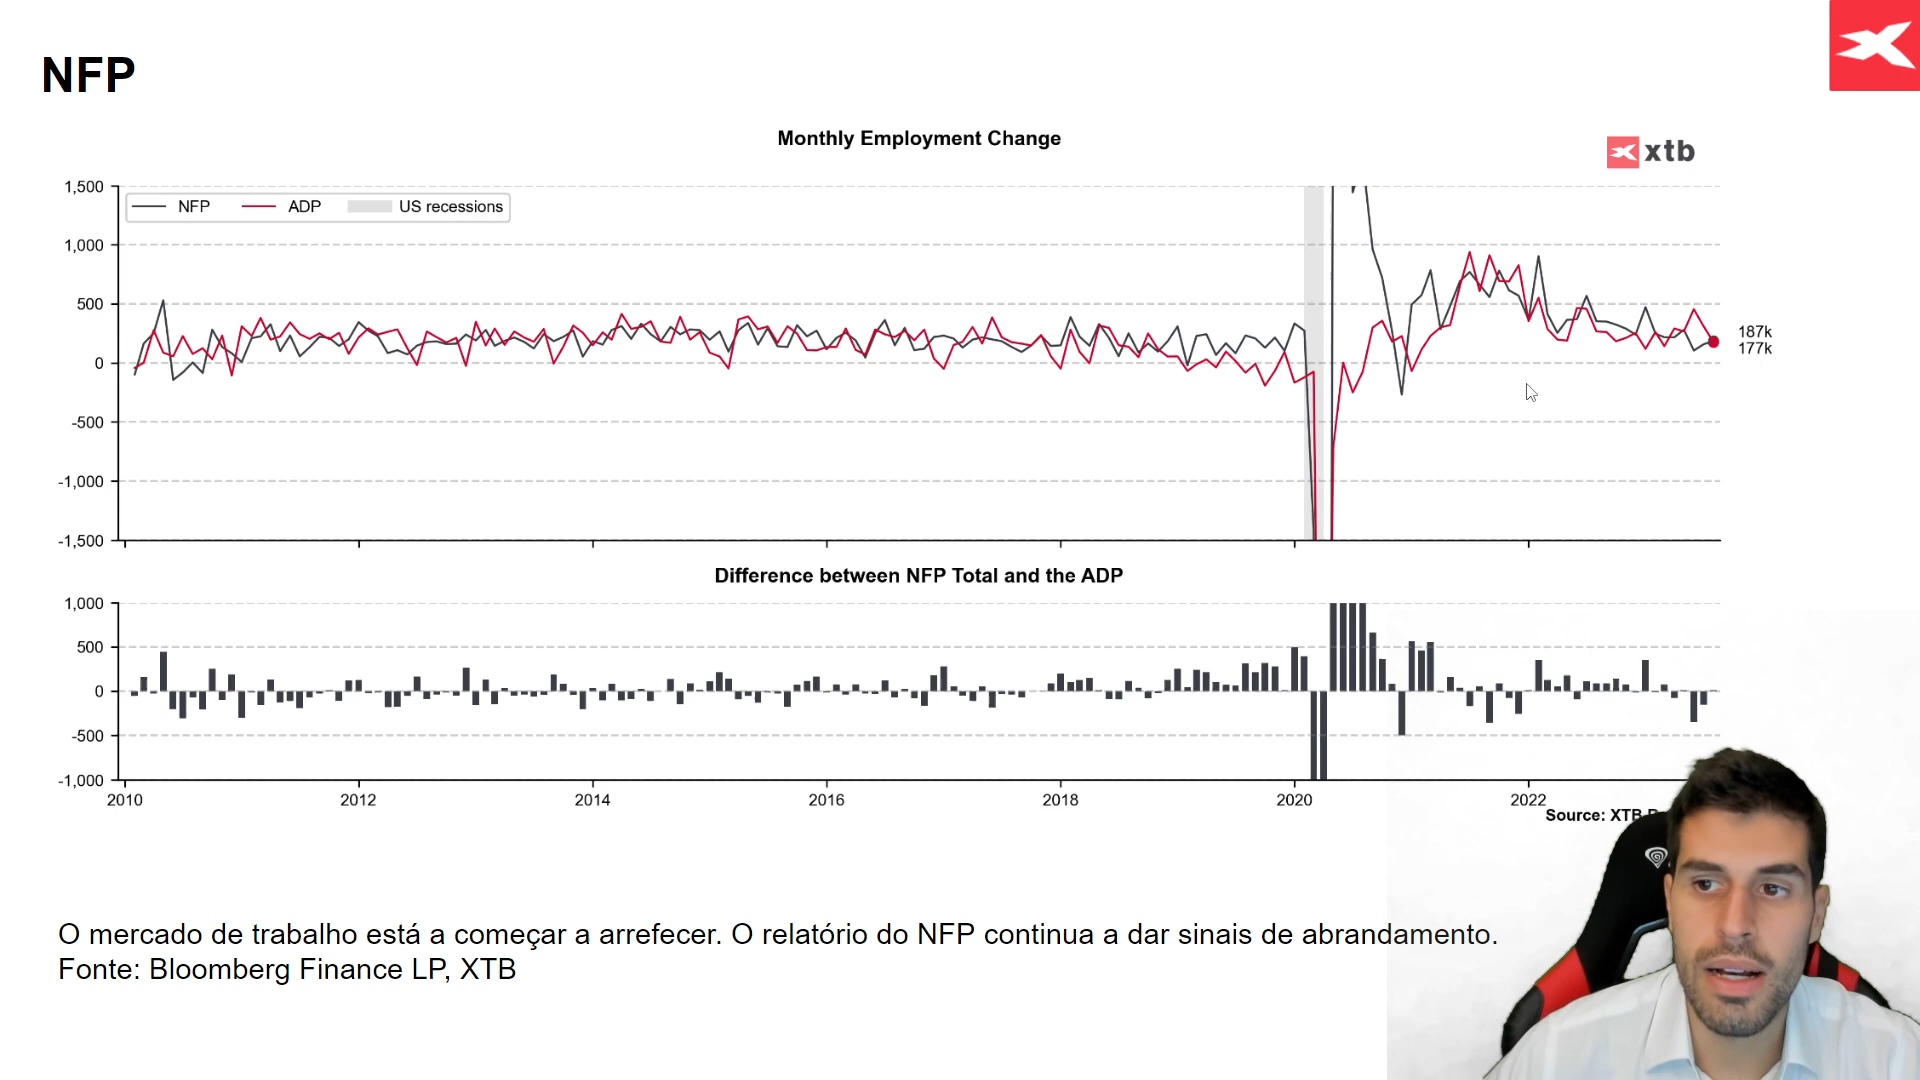 NFP
Monthly Employment Change
xtb
1,500
NFP
ADP
US recessions
1,000
500
0
-500
-1,000
-1,500
187k
177k
Difference between NFP Total and the ADP
1,000
500
0
-500
-1,000
2010
2012
2014
2016
2018
2020
2022
Source: XTB
O mercado de trabalho está a começar a arrefecer. O relatório do NFP continua a dar sinais de abrandamento.
Fonte: Bloomberg Finance LP, XTB